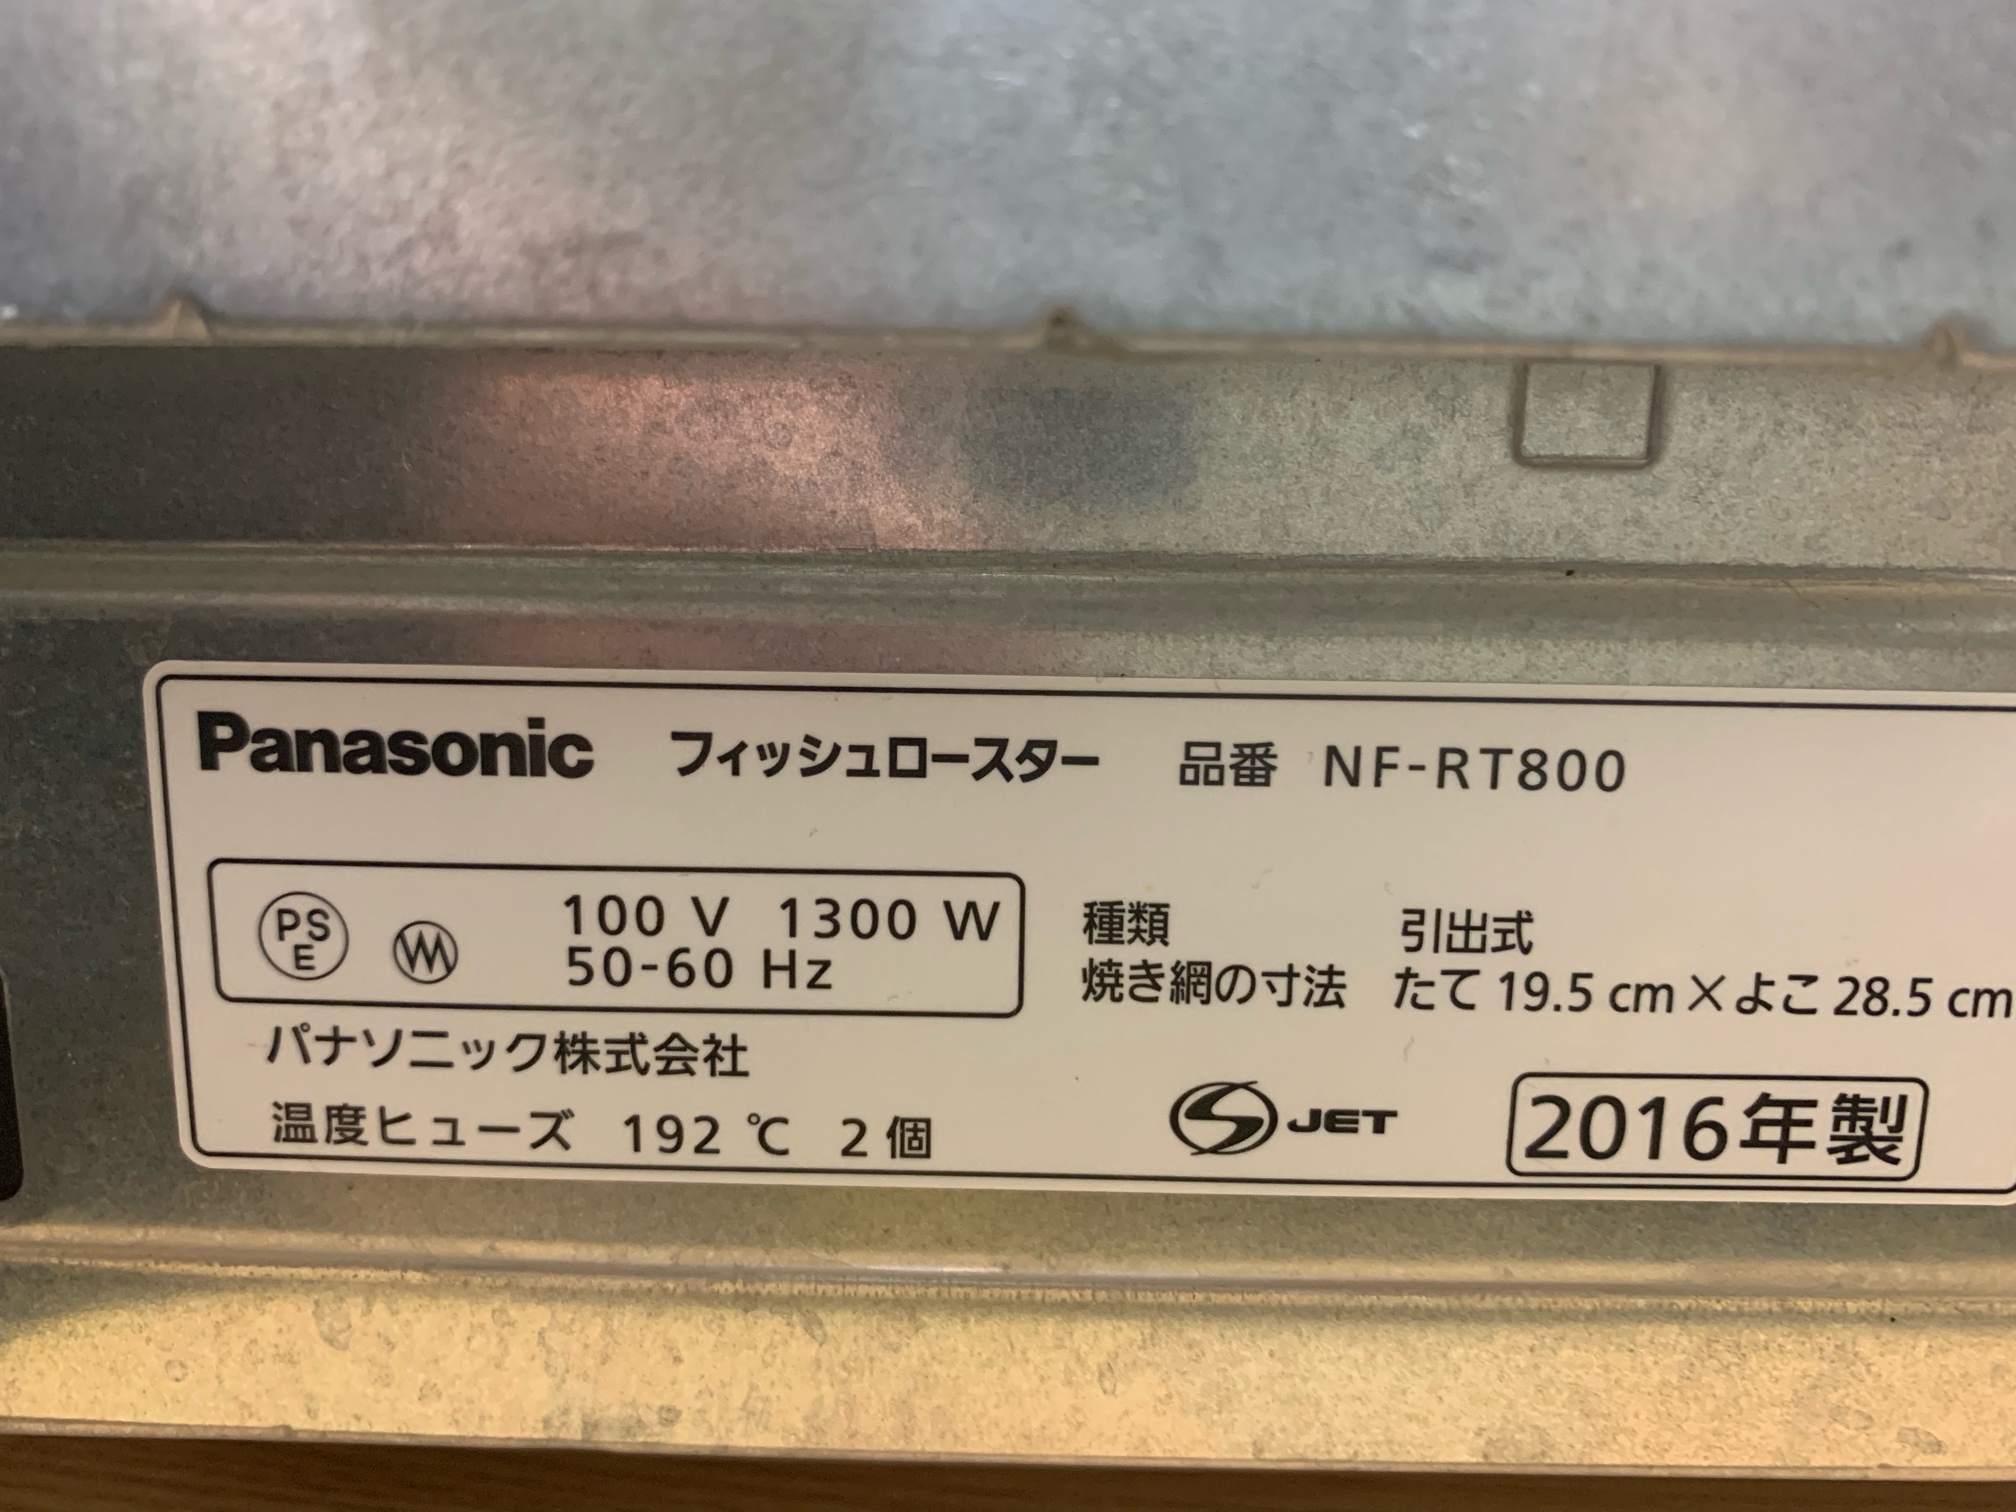 Panasonic フィッシュロースター 品番 NF-RT800
PS
E
100 V 1300 W
50-60 Hz
種類 引出式
焼き網の寸法 たて 19.5 cm×よこ 28.5 cm
パナソニック株式会社
温度ヒューズ 192 ℃ 2 個
S JET
2016年製